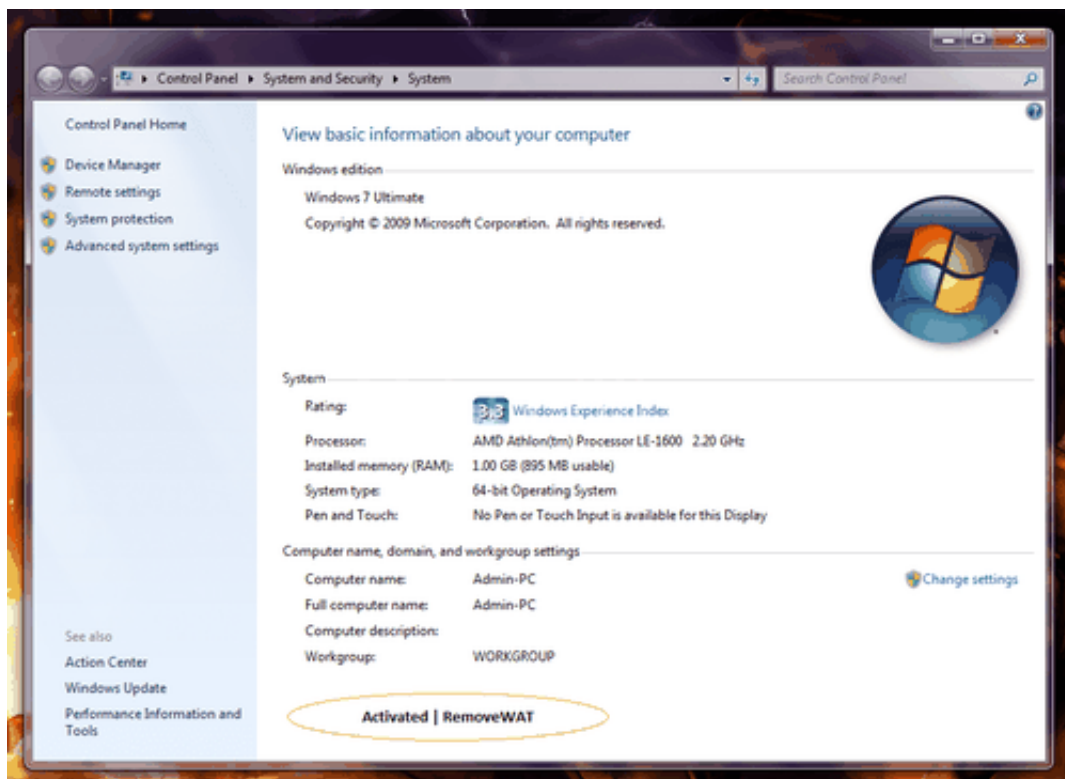 Control Panel ▸ System and Security ▸ System
Search Control Panel
Control Panel Home
Device Manager
Remote settings
System protection
Advanced system settings
View basic information about your computer
Windows edition
Windows 7 Ultimate
Copyright © 2009 Microsoft Corporation. All rights reserved.
System
Rating: 3.3 Windows Experience Index
Processor: AMD Athlon(tm) Processor LE-1600 2.20 GHz
Installed memory (RAM): 1.00 GB (895 MB usable)
System type: 64-bit Operating System
Pen and Touch: No Pen or Touch Input is available for this Display
Computer name, domain, and workgroup settings
Computer name: Admin-PC
Change settings
Full computer name: Admin-PC
Computer description:
Workgroup: WORKGROUP
See also
Action Center
Windows Update
Performance Information and
Tools
Activated | RemoveWAT